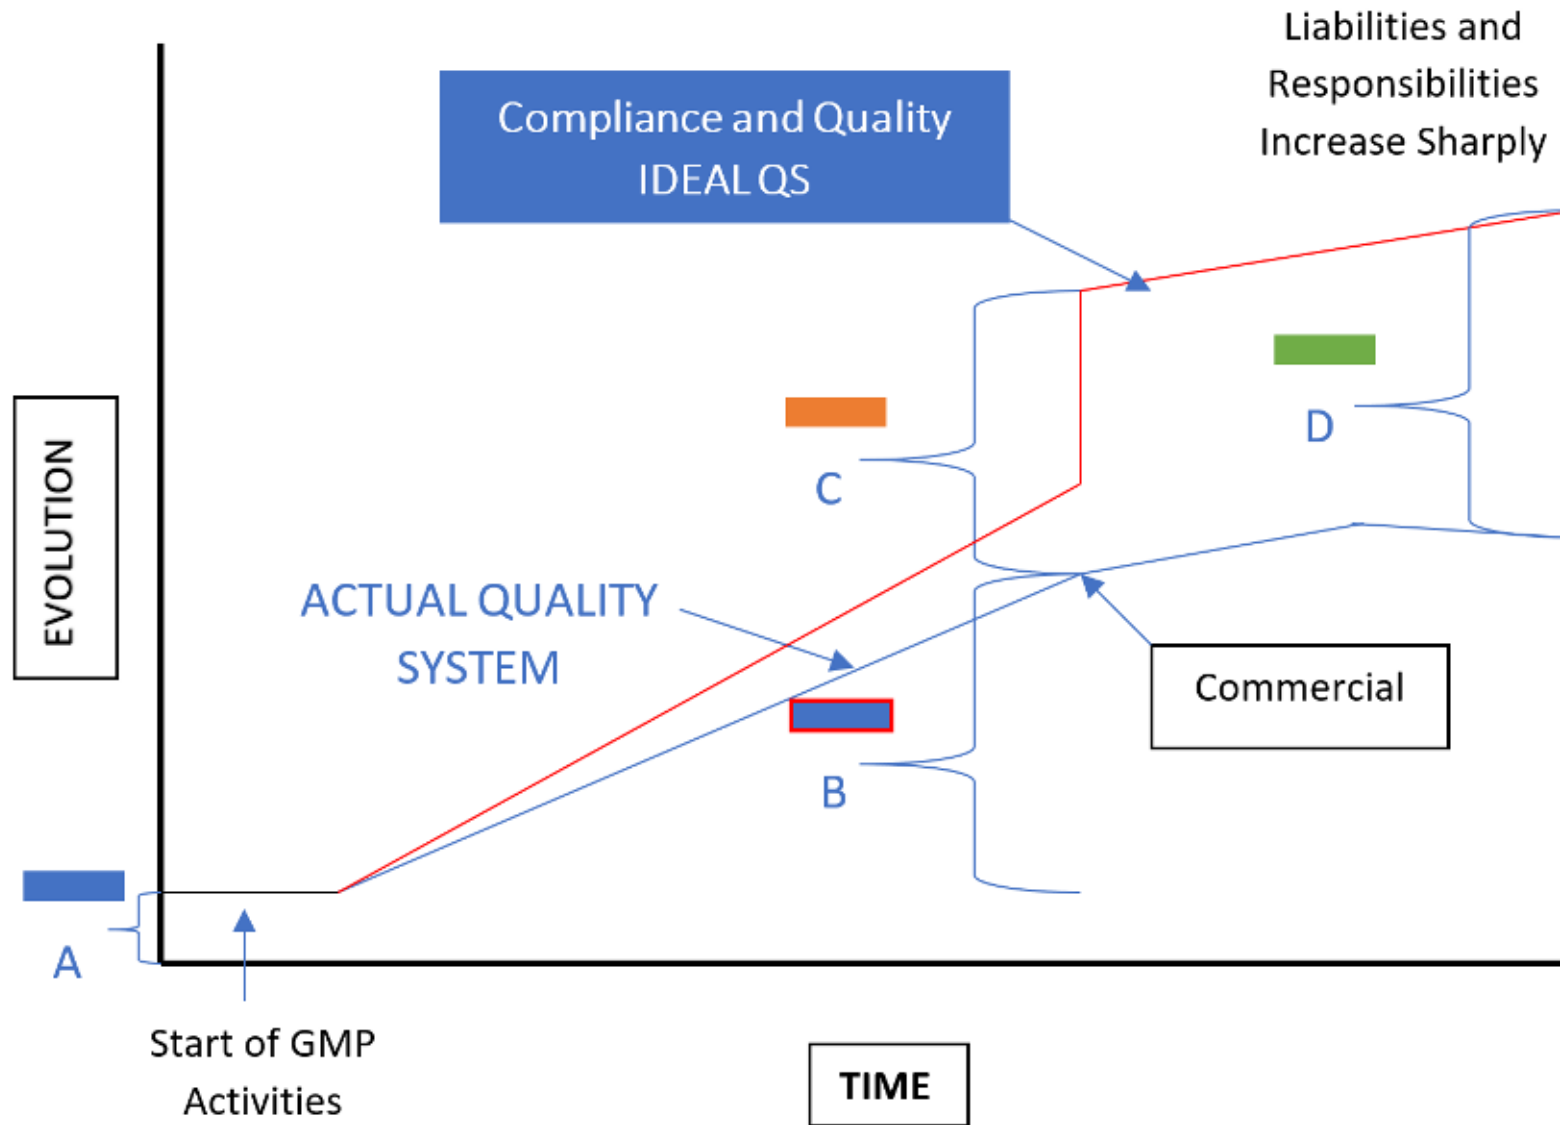 Liabilities and
Responsibilities
Increase Sharply
Compliance and Quality
IDEAL QS
EVOLUTION
D
C
ACTUAL QUALITY
SYSTEM
Commercial
B
A
Start of GMP
Activities
TIME